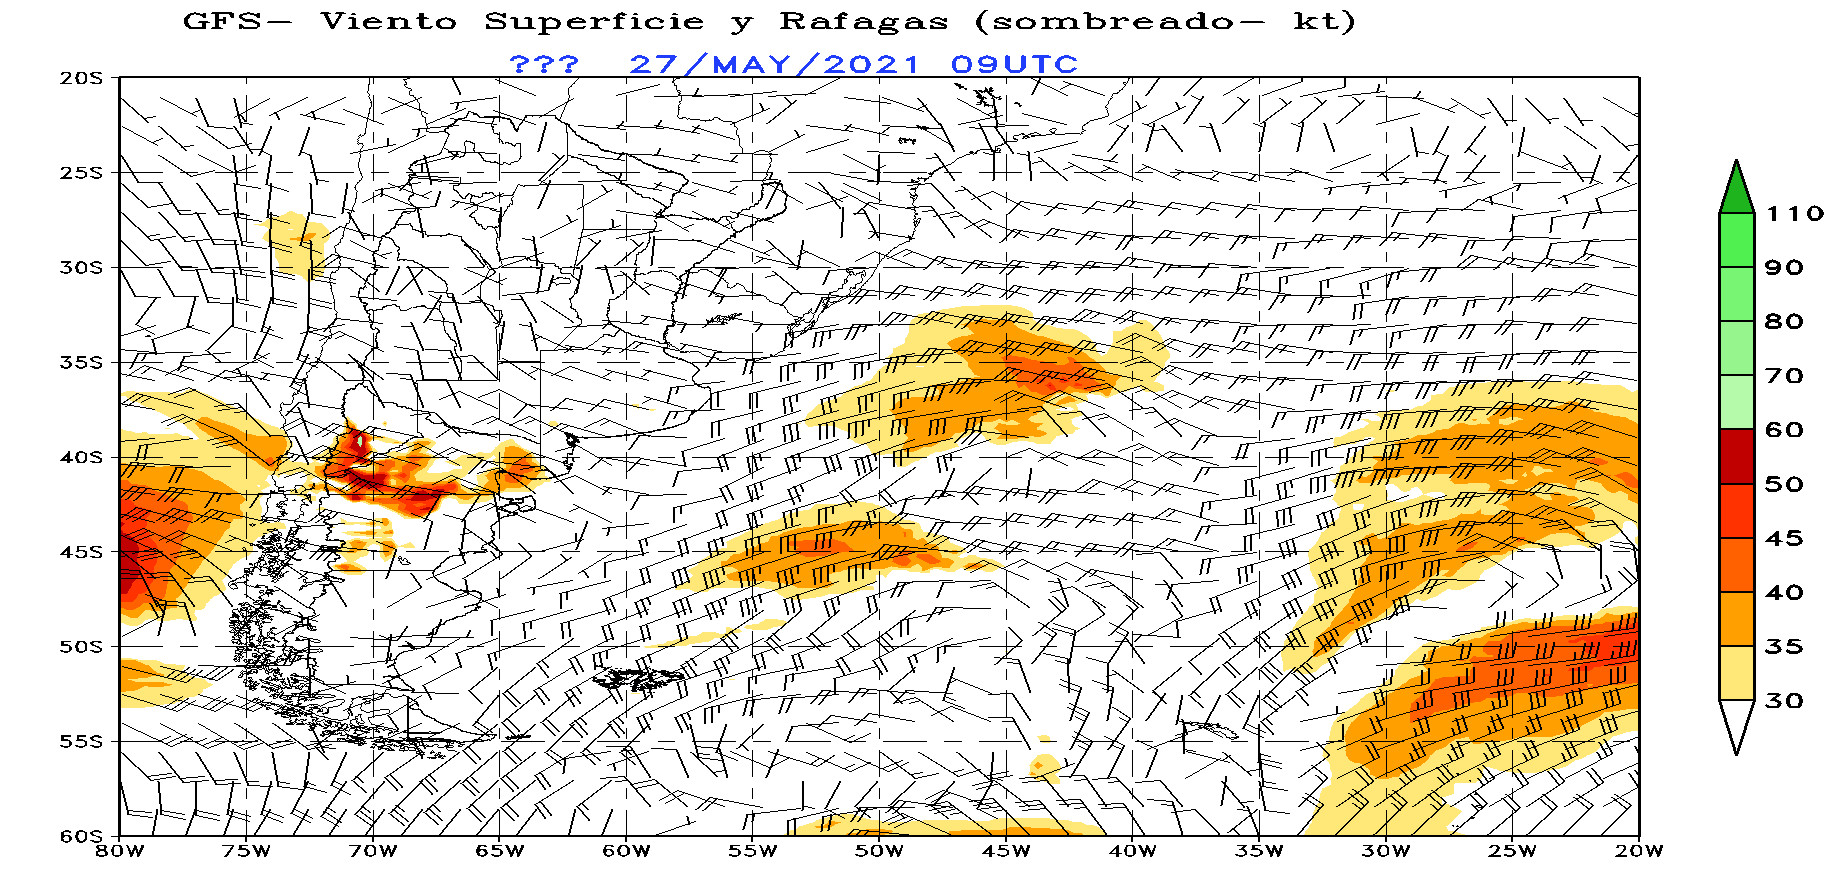 GFS- Viento Superficie y Rafagas (sombreado- kt)
??? 27/MAY/2021 09UTC
20S
25S
30S
35S
40S
45S
50S
55S
60S
80W 75W 70W 65W 60W 55W 50W 45W 40W 35W 30W 25W 20W
110
90
80
70
60
50
45
40
35
30